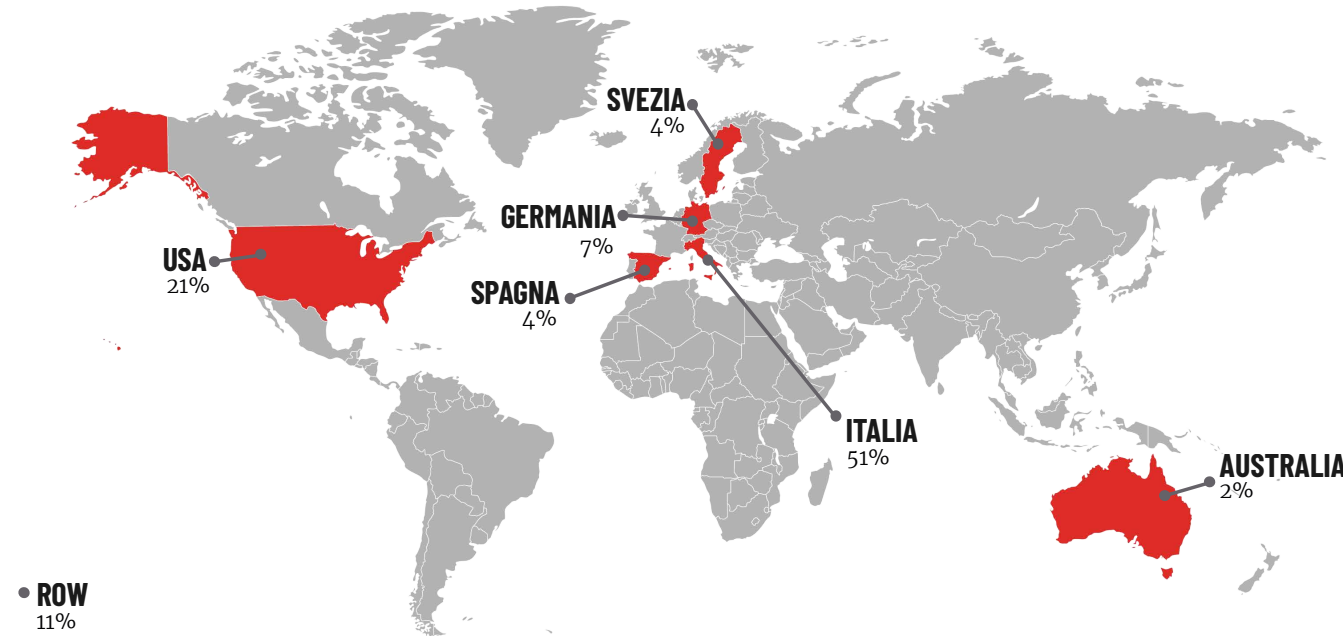 SVEZIA
4%
GERMANIA
7%
USA
21%
SPAGNA
4%
ITALIA
51%
AUSTRALIA
2%
ROW
11%